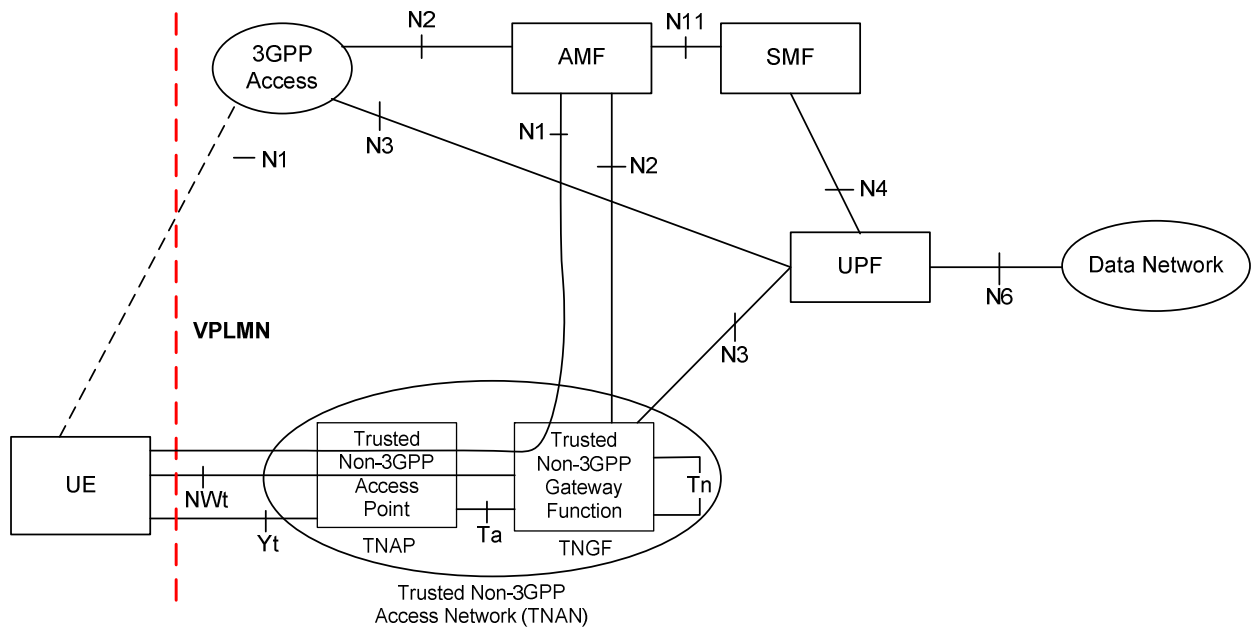 N2
N11
3GPP
Access
AMF
SMF
N1
N3
N1
N2
N4
UPF
Data Network
N6
VPLMN
N3
Trusted
Non-3GPP
Access
Point
Trusted
Non-3GPP
Gateway
Function
Tn
UE
NWt
Yt
Ta
TNAP
TNGF
Trusted Non-3GPP
Access Network (TNAN)